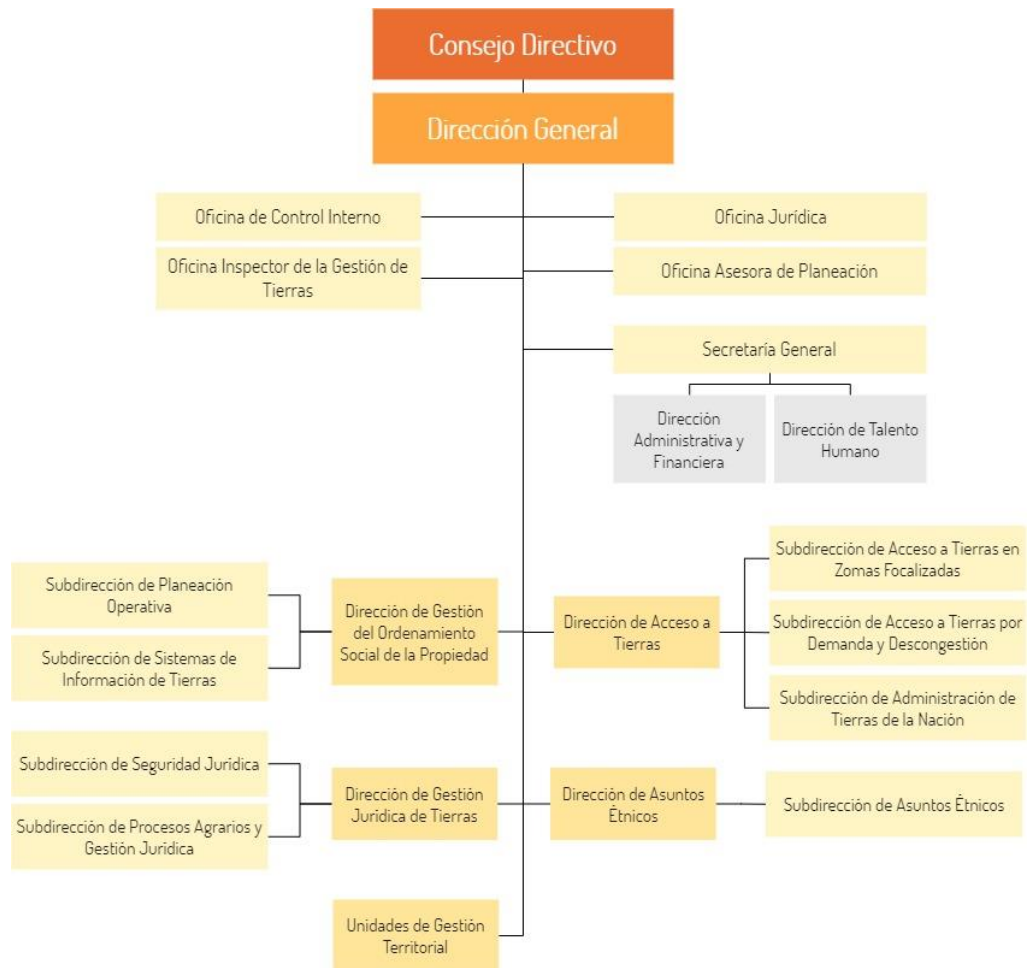 Consejo Directivo
Dirección General
Oficina de Control Interno
Oficina Jurídica
Oficina Inspector de la Gestión de
Tierras
Oficina Asesora de Planeación
Secretaría General
Dirección
Administrativa y
Financiera
Dirección de Talento
Humano
Subdirección de Planeación
Operativa
Subdirección de Sistemas de
Información de Tierras
Dirección de Gestión
del Ordenamiento
Social de la Propiedad
Dirección de Acceso a
Tierras
Subdirección de Acceso a Tierras en
Zomas Focalizadas
Subdirección de Acceso a Tierras por
Demanda y Descongestión
Subdirección de Administración de
Tierras de la Nación
Subdirección de Seguridad Jurídica
Subdirección de Procesos Agrarios y
Gestión Jurídica
Dirección de Gestión
Jurídica de Tierras
Dirección de Asuntos
Étnicos
Subdirección de Asuntos Étnicos
Unidades de Gestión
Territorial